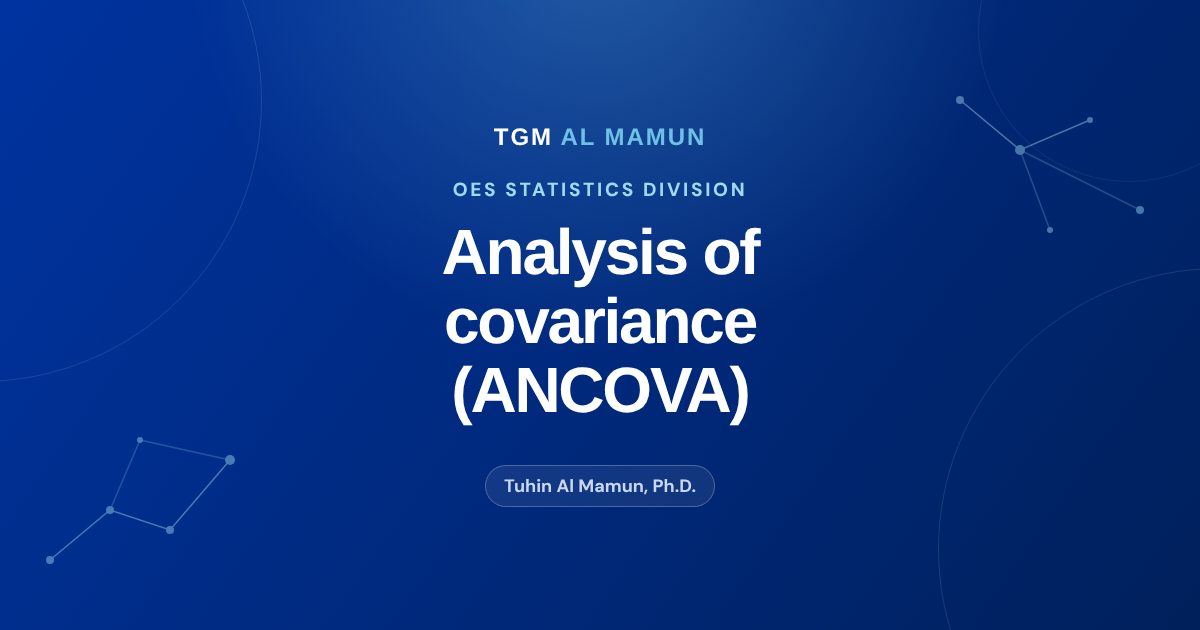 TGM AL MAMUN
OES STATISTICS DIVISION
Analysis of
covariance
(ANCOVA)
Tuhin Al Mamun, Ph.D.